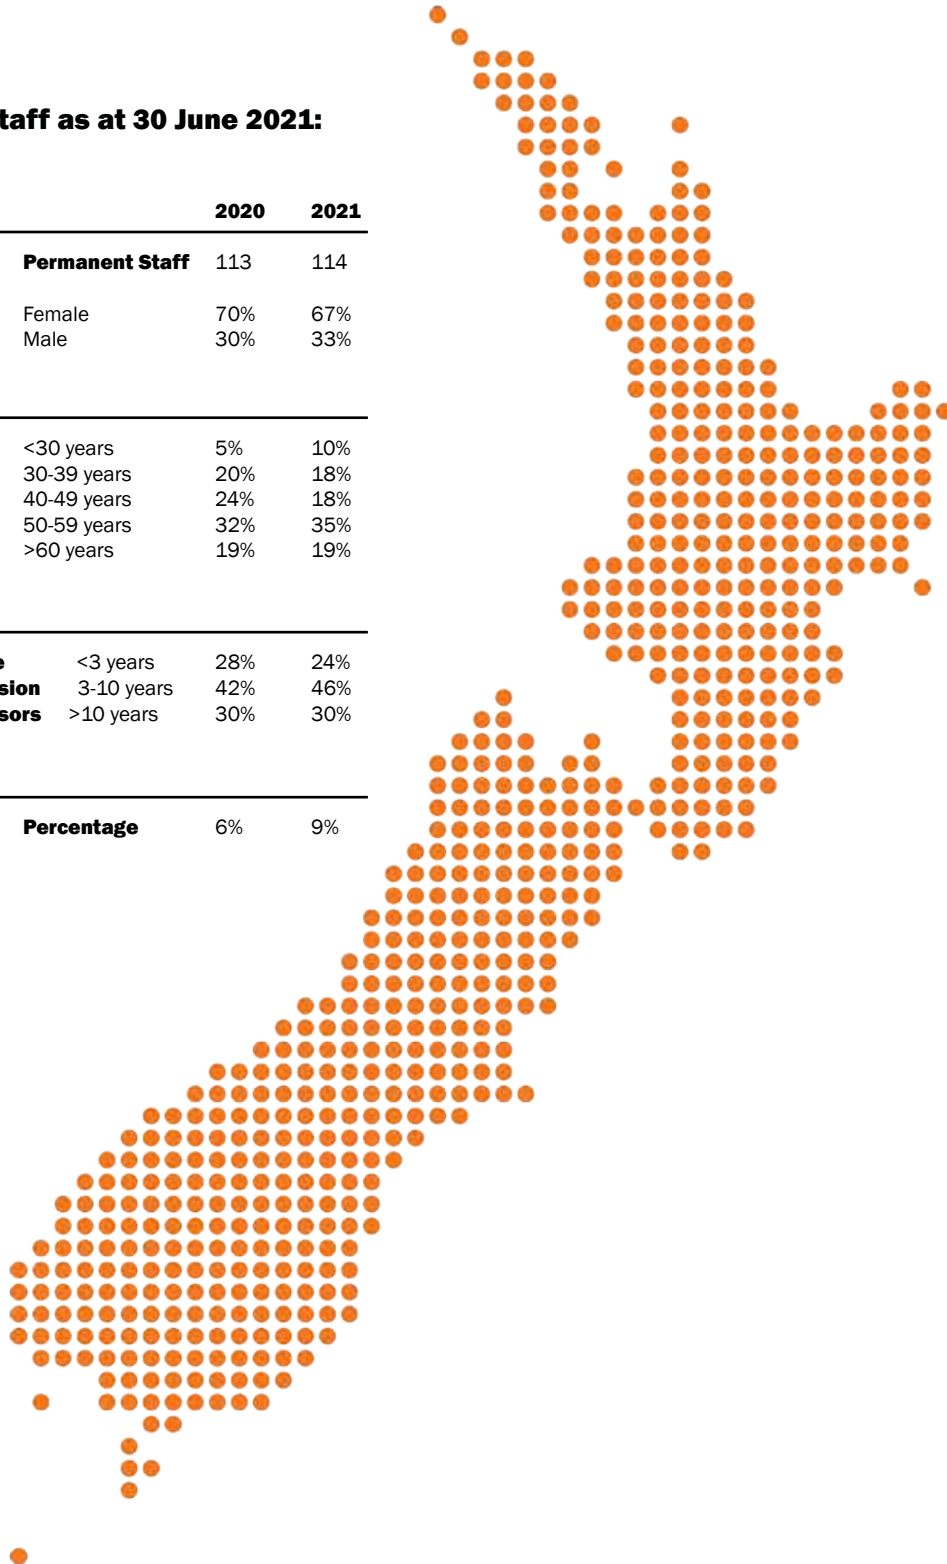 taff as at 30 June 2021:
2020 2021
Permanent Staff 113 114
Female 70% 67%
Male 30% 33%
<30 years 5% 10%
30-39 years 20% 18%
40-49 years 24% 18%
50-59 years 32% 35%
>60 years 19% 19%
e <3 years 28% 24%
sion 3-10 years 42% 46%
sors >10 years 30% 30%
Percentage 6% 9%